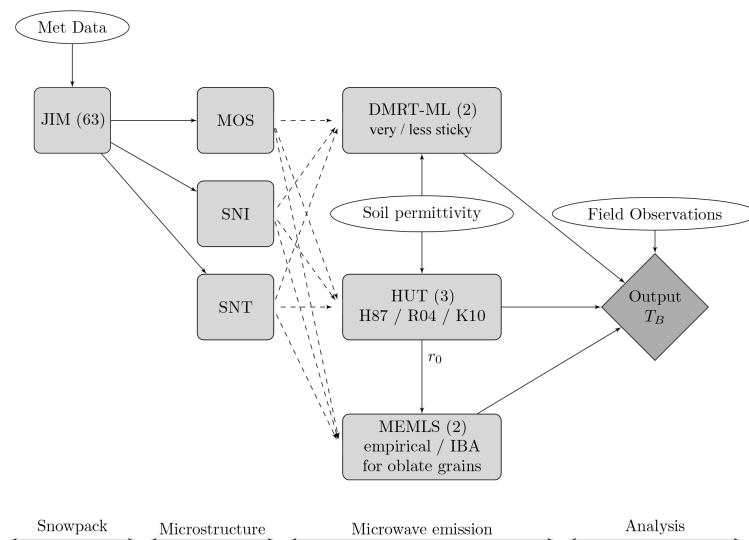 Met Data
JIM (63)
MOS
SNI
SNT
DMRT-ML (2)
very / less sticky
Soil permittivity
Field Observations
HUT (3)
H87 / R04 / K10
Output
T_B
r_0
MEMLS (2)
empirical / IBA
for oblate grains
Snowpack
Microstructure
Microwave emission
Analysis